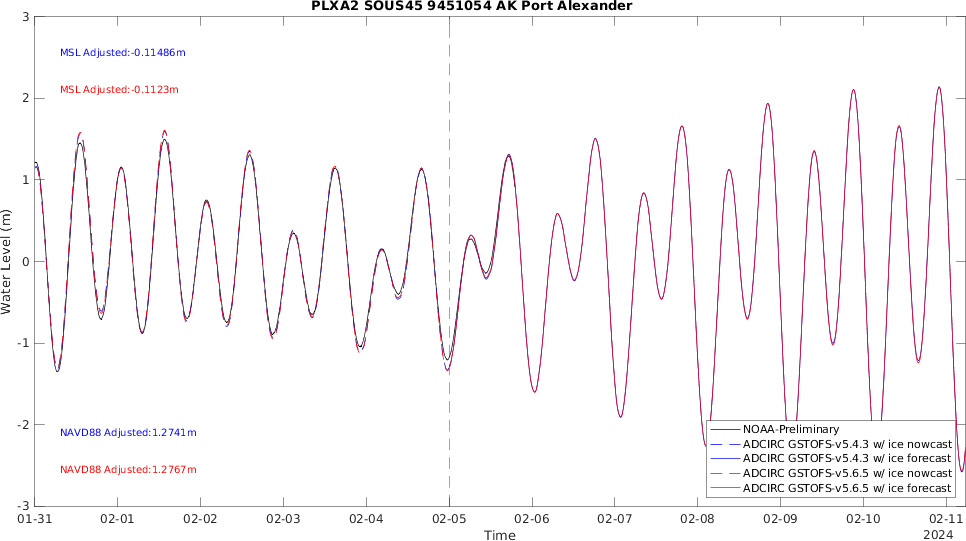 PLXA2 SOUS45 9451054 AK Port Alexander
3
2
1
0
-1
-2
-3
Water Level (m)
MSL Adjusted:-0.11486m
MSL Adjusted:-0.1123m
NAVD88 Adjusted:1.2741m
NAVD88 Adjusted:1.2767m
NOAA-Preliminary
ADCIRC GSTOFS-v5.4.3 w/ ice nowcast
ADCIRC GSTOFS-v5.4.3 w/ ice forecast
ADCIRC GSTOFS-v5.6.5 w/ ice nowcast
ADCIRC GSTOFS-v5.6.5 w/ ice forecast
01-31 02-01 02-02 02-03 02-04 02-05 02-06 02-07 02-08 02-09 02-10 02-11
Time
2024